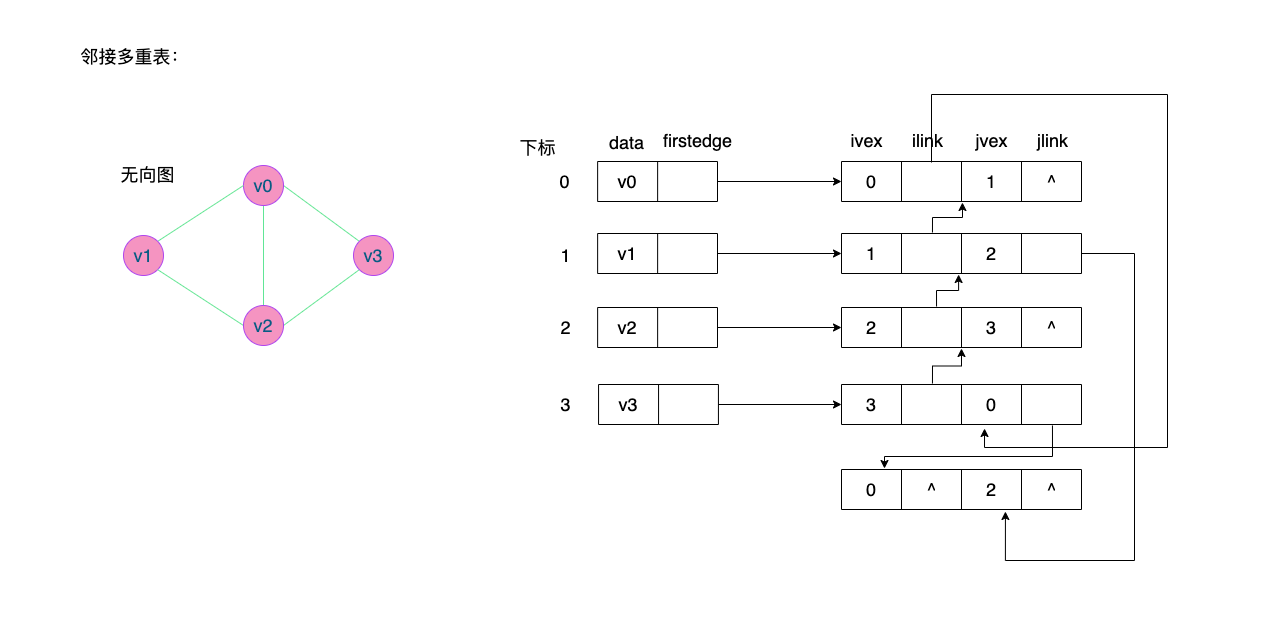 邻接多重表：
无向图
v0
v1
v3
v2
下标 data firstedge ivex ilink jvex jlink
0 v0 0 1 ^
1 v1 1 2
2 v2 2 3 ^
3 v3 3 0
0 ^ 2 ^